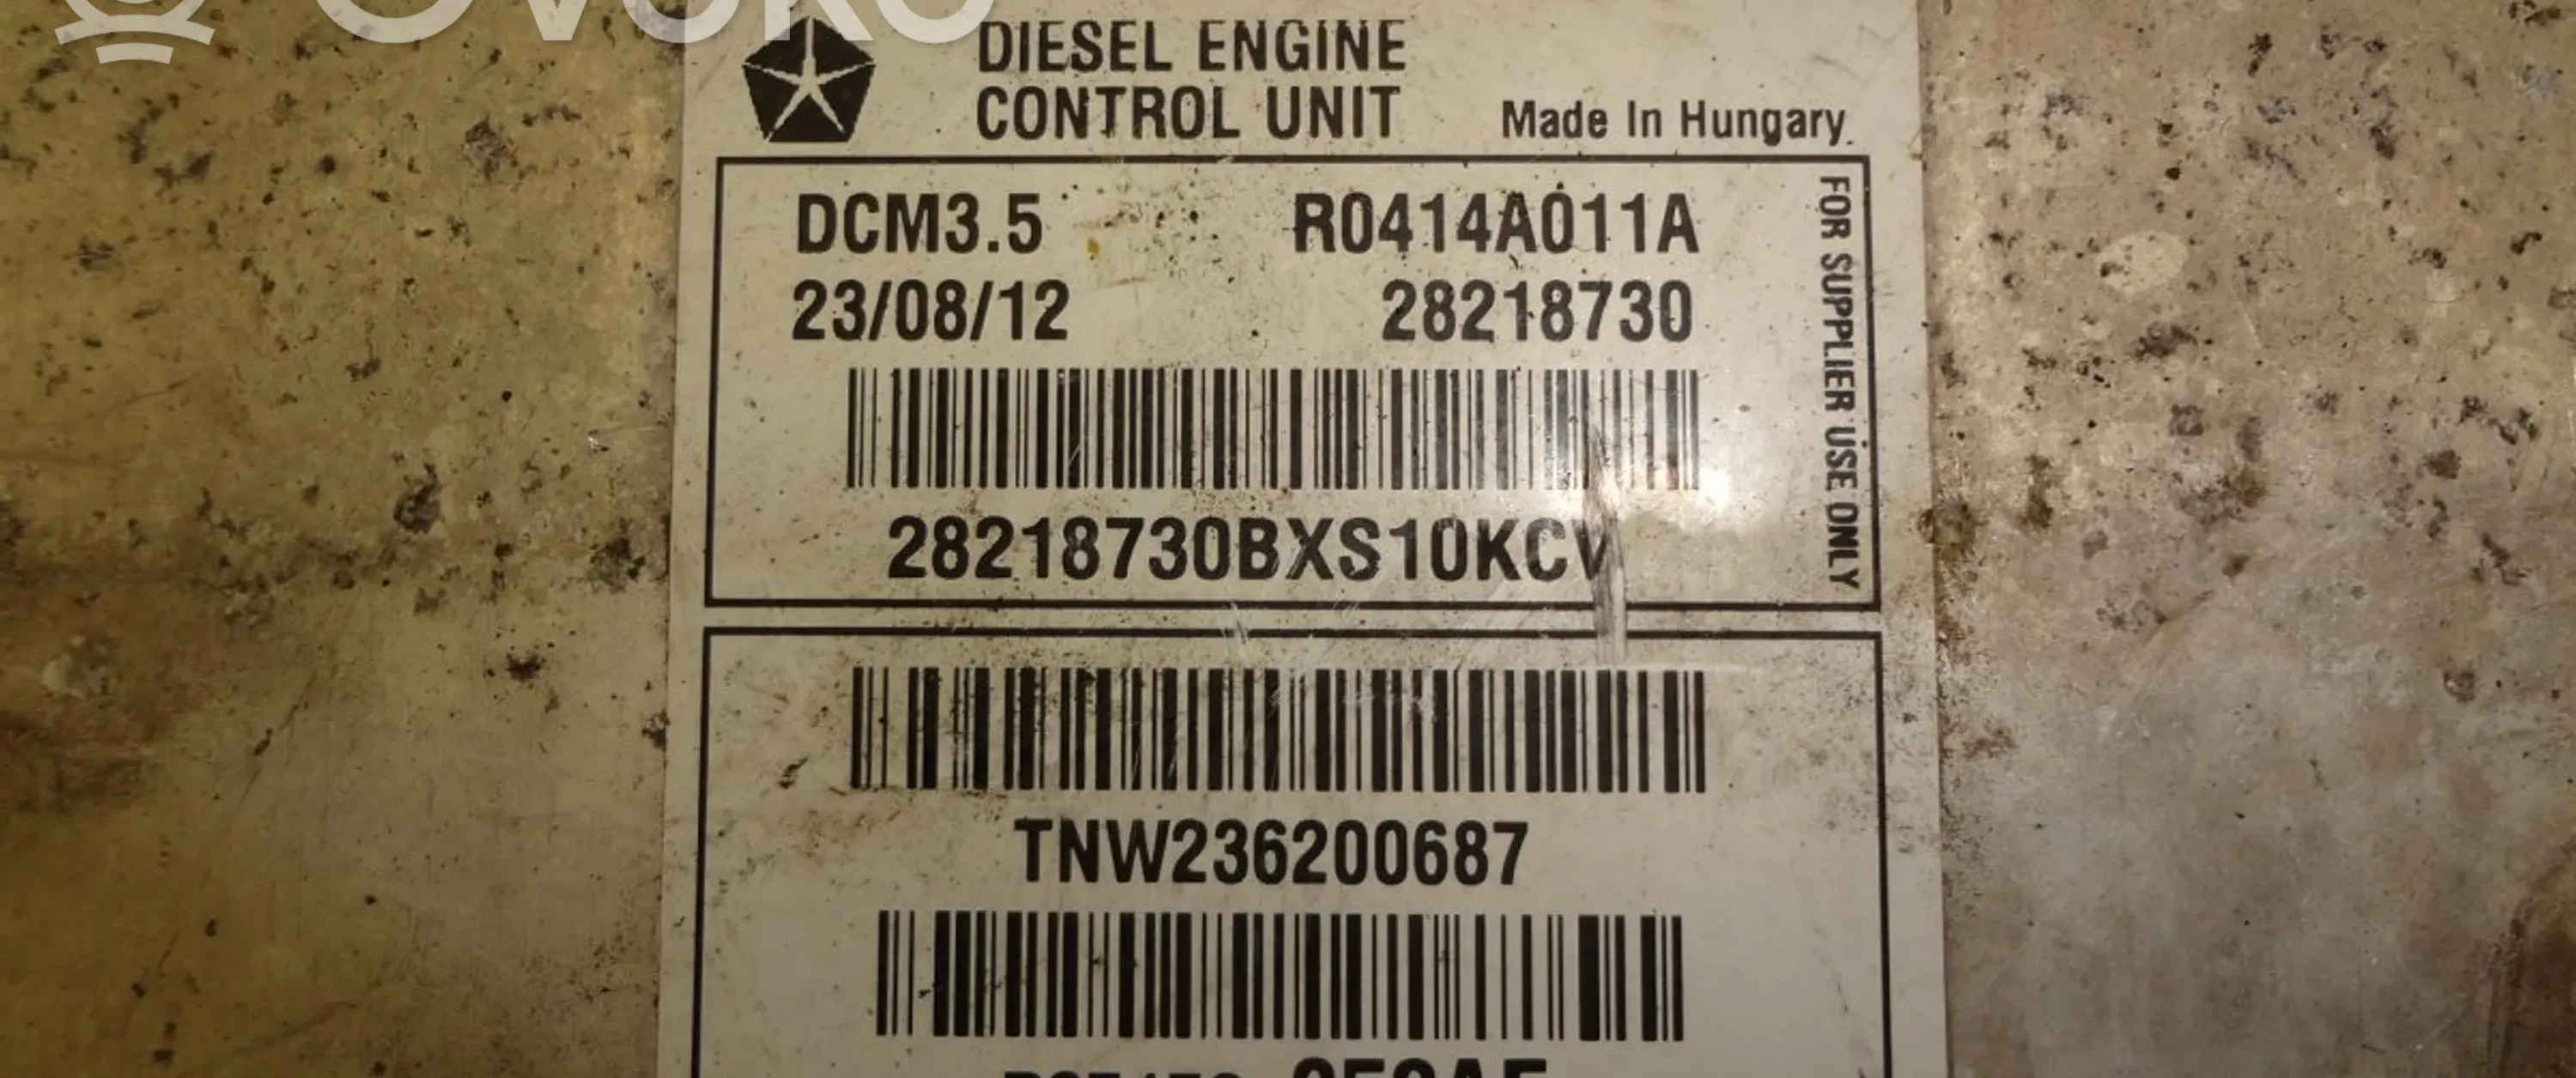 OVOKO
DIESEL ENGINE
CONTROL UNIT
Made In Hungary
DCM3.5 R0414A011A
23/08/12 28218730
28218730BXS10KCV
FOR SUPPLIER USE ONLY
TNW236200687